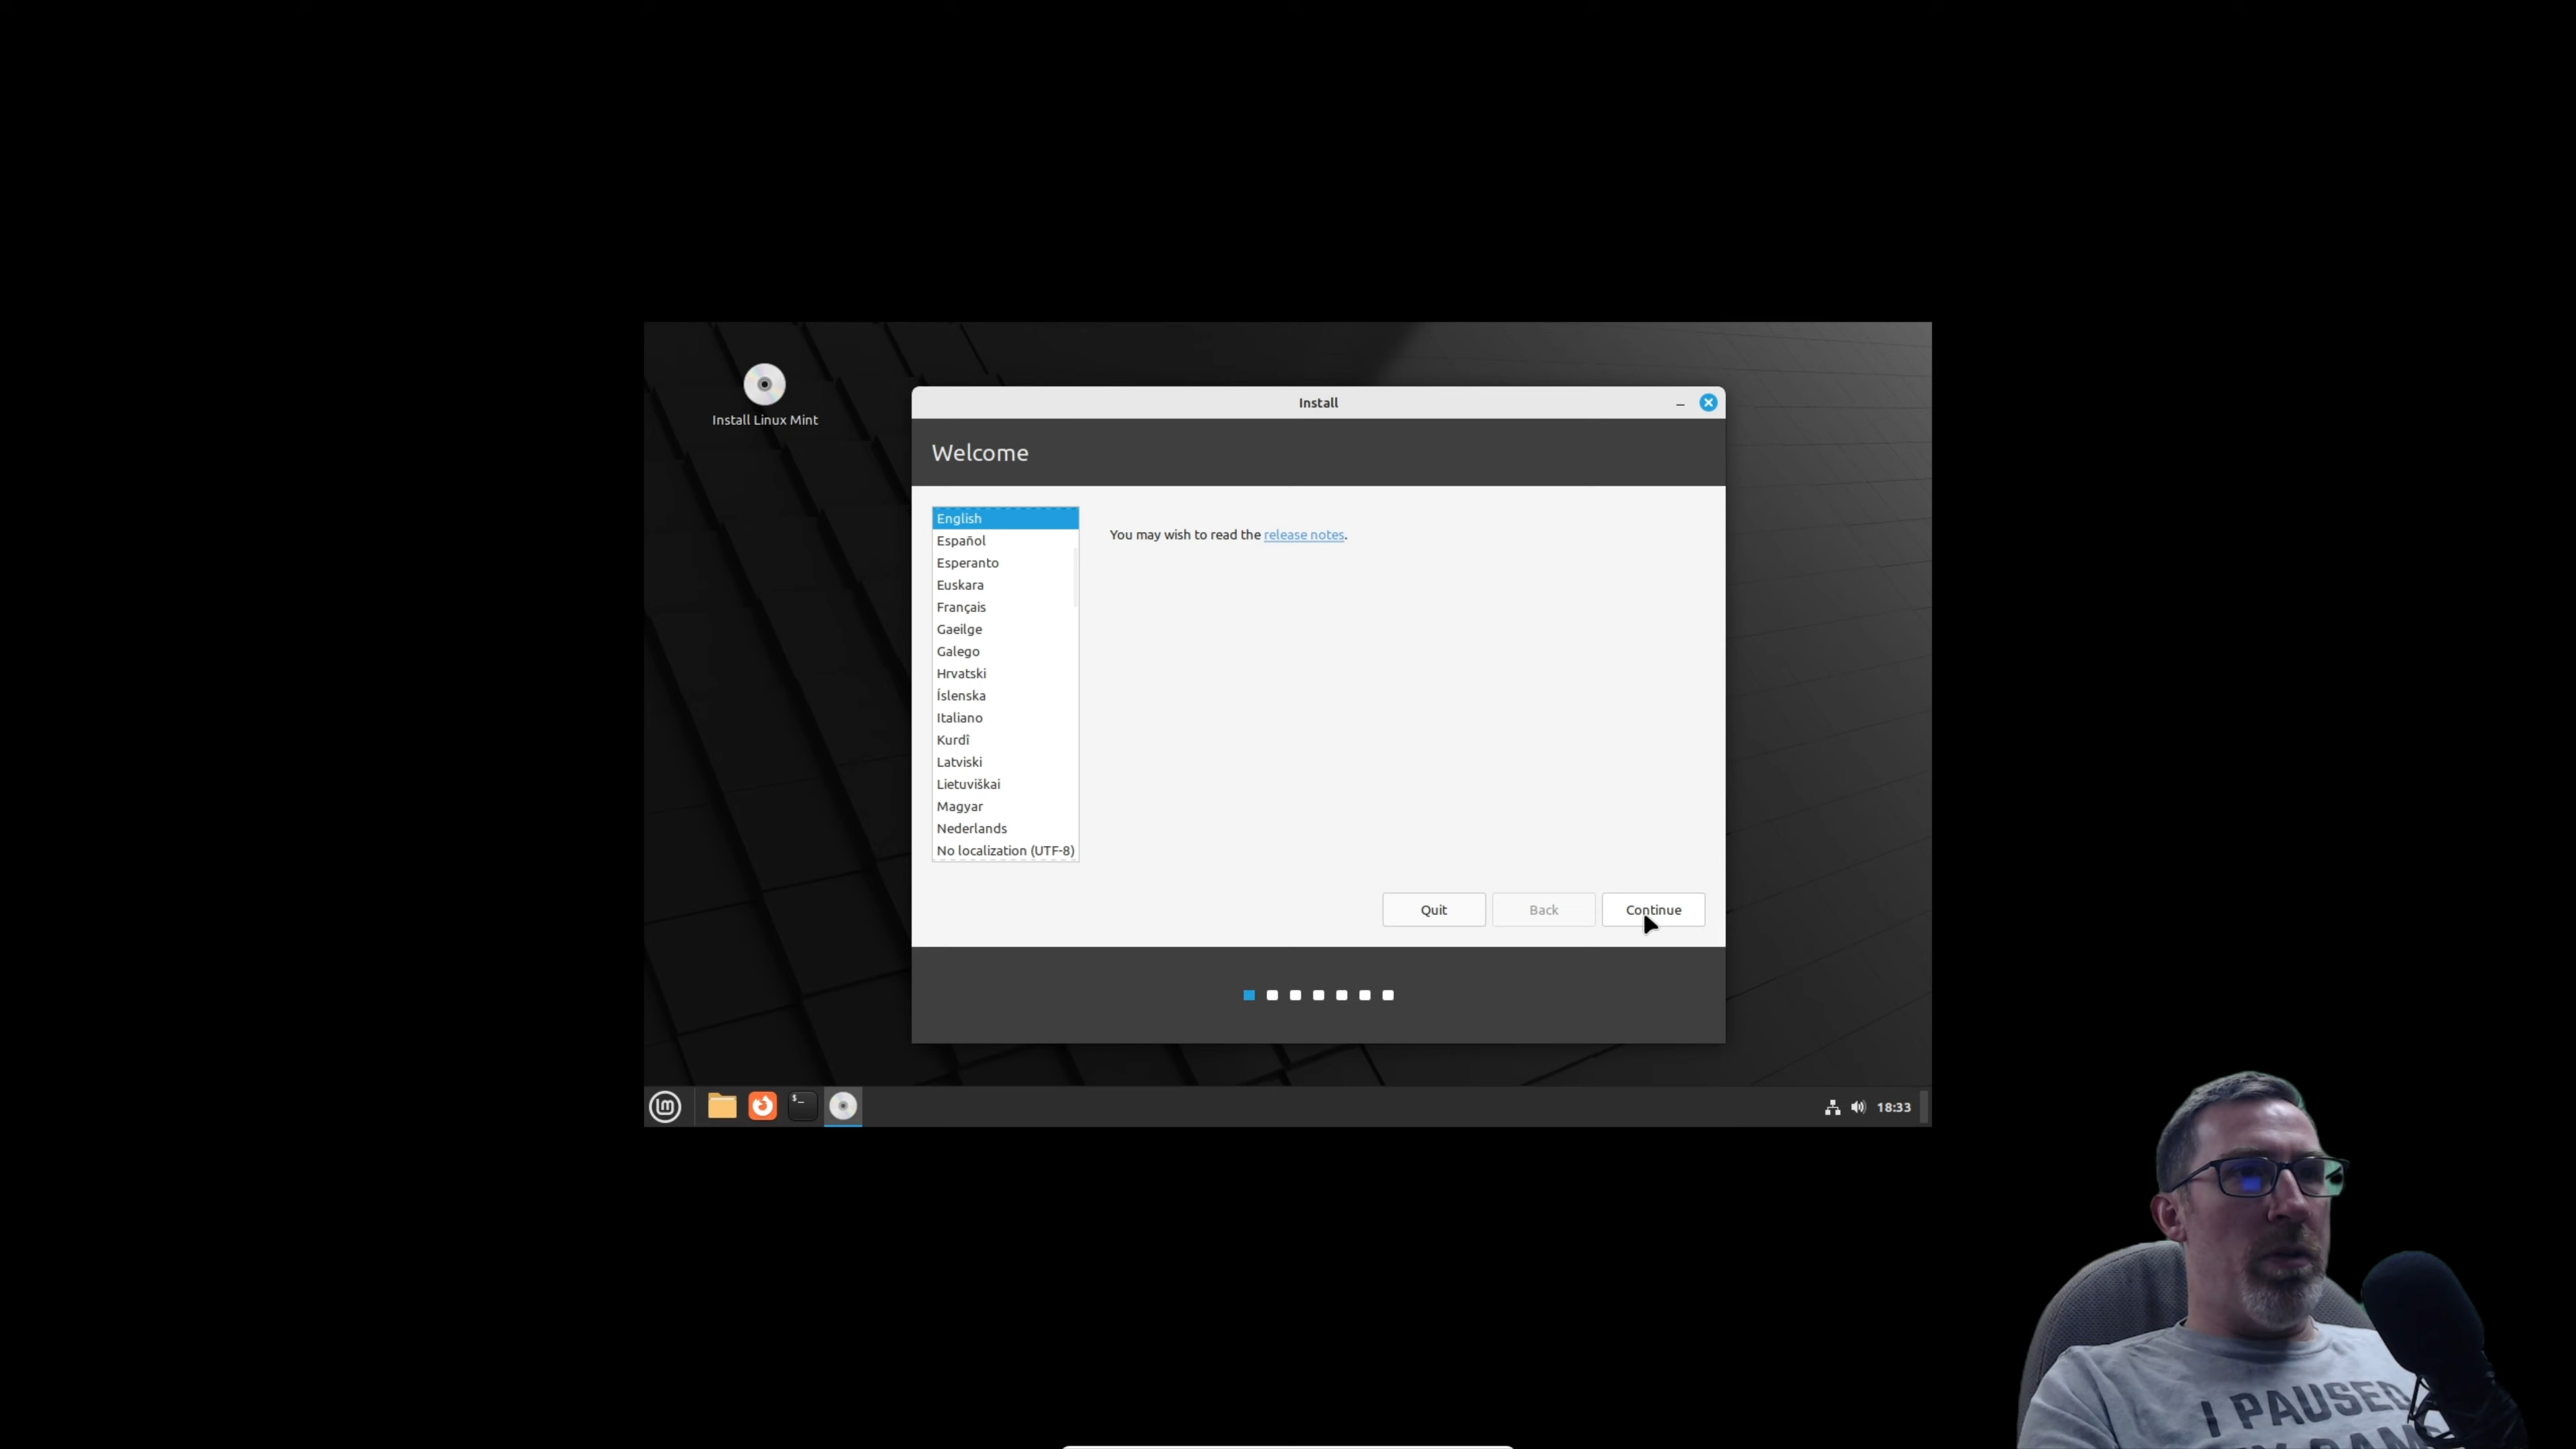 Install Linux Mint
Install
Welcome
English
Español
Esperanto
Euskara
Français
Gaeilge
Galego
Hrvatski
Íslenska
Italiano
Kurdî
Latviski
Lietuviškai
Magyar
Nederlands
No localization (UTF-8)
You may wish to read the release notes.
Quit
Back
Continue
$_
18:33
I PAUSED